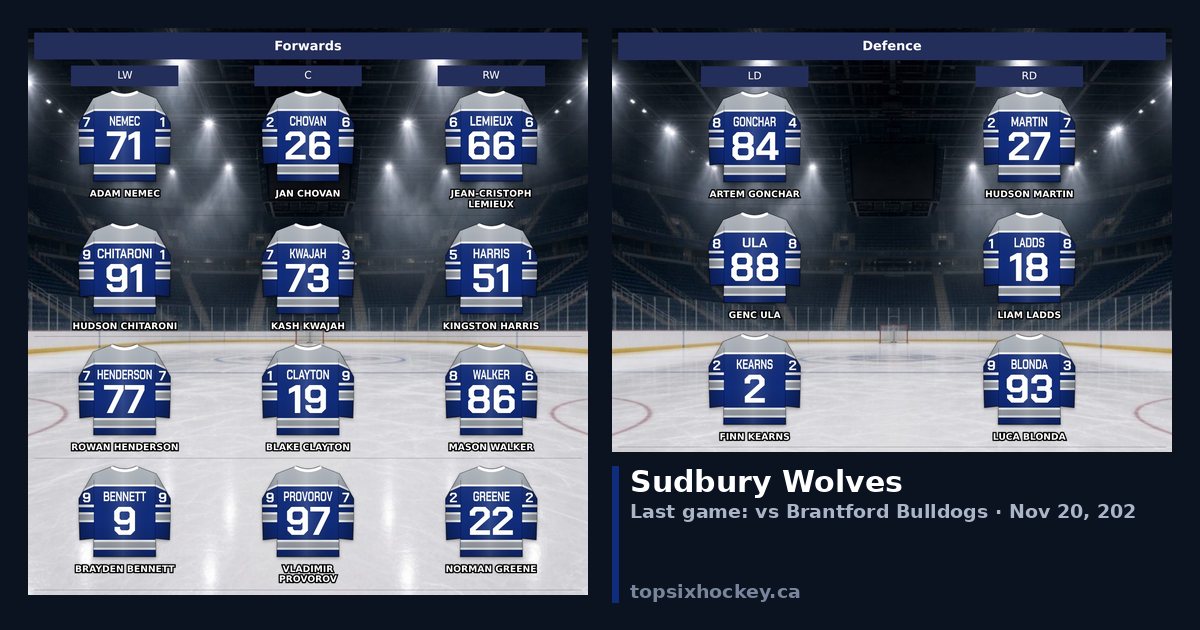 Forwards
LW C RW
7 NEMEC 1 2 CHOVAN 6 6 LEMIEUX 6
71 26 66
ADAM NEMEC JAN CHOVAN JEAN-CRISTOPH
LEMIEUX
9 CHITARONI 1 7 KWAJAH 3 5 HARRIS 1
91 73 51
HUDSON CHITARONI KASH KWAJAH KINGSTON HARRIS
7 HENDERSON 7 1 CLAYTON 9 8 WALKER 6
77 19 86
ROWAN HENDERSON BLAKE CLAYTON MASON WALKER
9 BENNETT 9 9 PROVOROV 7 2 GREENE 2
9 97 22
BRAYDEN BENNETT VLADIMIR NORMAN GREENE
PROVOROV
Defence
LD RD
8 GONCHAR 4 2 MARTIN 7
84 27
ARTEM GONCHAR HUDSON MARTIN
8 ULA 8 1 LADDS 8
88 18
GENC ULA LIAM LADDS
2 KEARNS 2 9 BLONDA 3
2 93
FINN KEARNS LUCA BLONDA
Sudbury Wolves
Last game: vs Brantford Bulldogs · Nov 20, 202
topsixhockey.ca